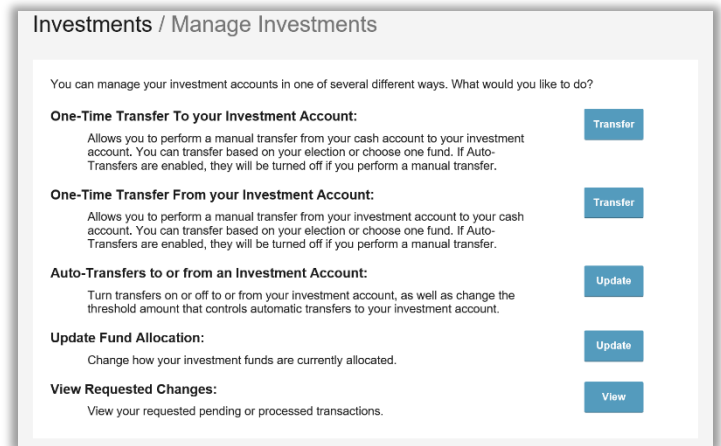 Investments / Manage Investments
You can manage your investment accounts in one of several different ways. What would you like to do?
One-Time Transfer To your Investment Account:
Transfer
Allows you to perform a manual transfer from your cash account to your investment
account. You can transfer based on your election or choose one fund. If Auto-
Transfers are enabled, they will be turned off if you perform a manual transfer.
One-Time Transfer From your Investment Account:
Transfer
Allows you to perform a manual transfer from your investment account to your cash
account. You can transfer based on your election or choose one fund. If Auto-
Transfers are enabled, they will be turned off if you perform a manual transfer.
Auto-Transfers to or from an Investment Account:
Update
Turn transfers on or off to or from your investment account, as well as change the
threshold amount that controls automatic transfers to your investment account.
Update Fund Allocation:
Update
Change how your investment funds are currently allocated.
View Requested Changes:
View
View your requested pending or processed transactions.